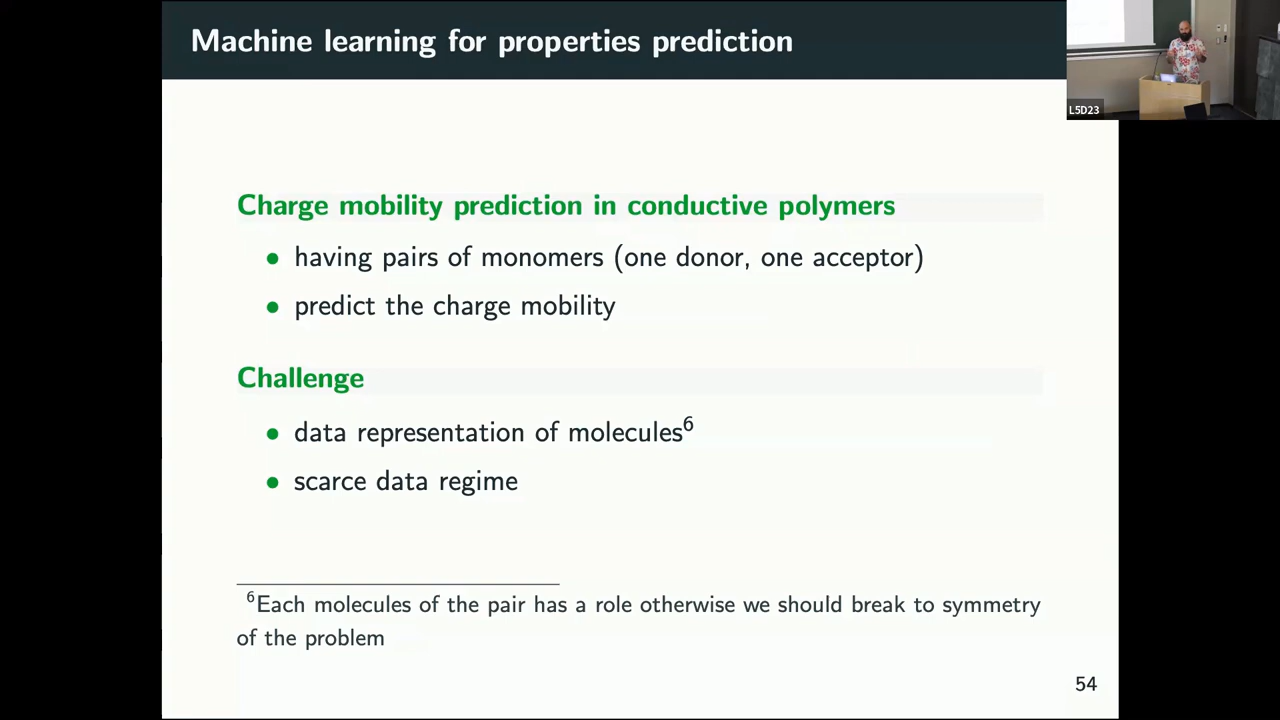 Machine learning for properties prediction
L5D23
Charge mobility prediction in conductive polymers
• having pairs of monomers (one donor, one acceptor)
• predict the charge mobility
Challenge
• data representation of molecules⁶
• scarce data regime
⁶Each molecules of the pair has a role otherwise we should break to symmetry
of the problem
54